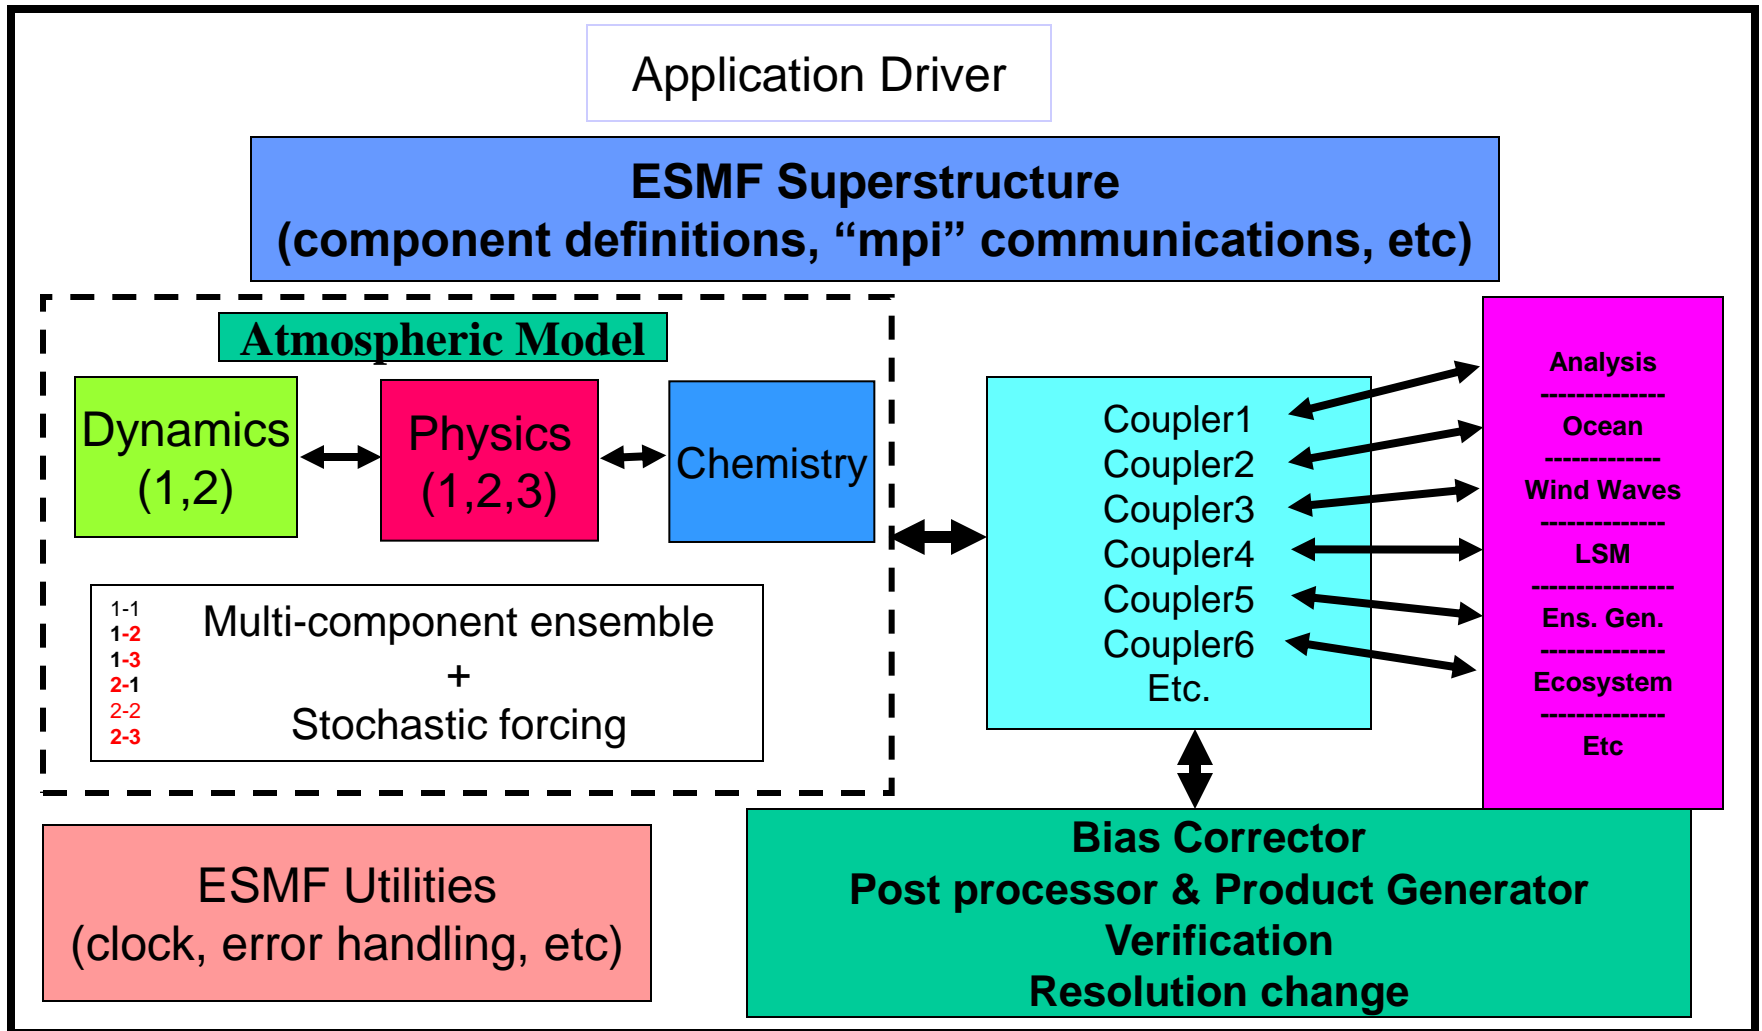 Application Driver
ESMF Superstructure
(component definitions, “mpi” communications, etc)
Atmospheric Model
Dynamics
(1,2)
Physics
(1,2,3)
Chemistry
1-1
1-2
1-3
2-1
2-2
2-3
Multi-component ensemble
+
Stochastic forcing
Coupler1
Coupler2
Coupler3
Coupler4
Coupler5
Coupler6
Etc.
Analysis
--------------
Ocean
-------------
Wind Waves
--------------
LSM
----------------
Ens. Gen.
--------------
Ecosystem
--------------
Etc
ESMF Utilities
(clock, error handling, etc)
Bias Corrector
Post processor & Product Generator
Verification
Resolution change